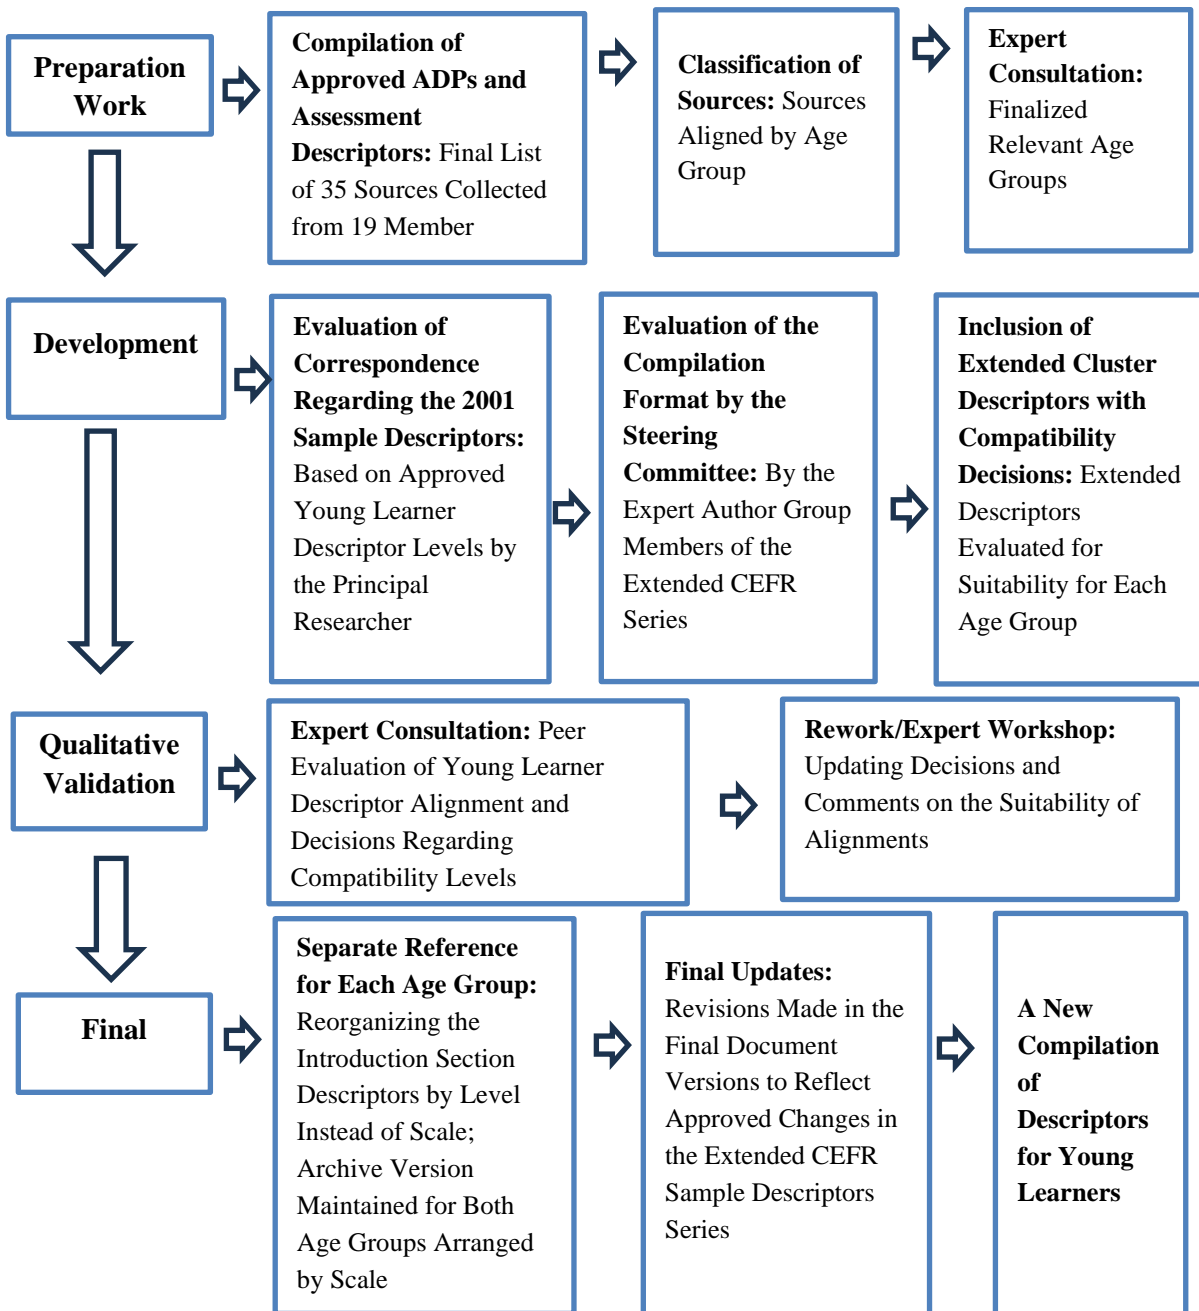 Preparation
Work
Compilation of
Approved ADPs and
Assessment
Descriptors: Final List
of 35 Sources Collected
from 19 Member
Classification of
Sources: Sources
Aligned by Age
Group
Expert
Consultation:
Finalized
Relevant Age
Groups
Development
Evaluation of
Correspondence
Regarding the 2001
Sample Descriptors:
Based on Approved
Young Learner
Descriptor Levels by
the Principal
Researcher
Evaluation of the
Compilation
Format by the
Steering
Committee: By the
Expert Author Group
Members of the
Extended CEFR
Series
Inclusion of
Extended Cluster
Descriptors with
Compatibility
Decisions: Extended
Descriptors
Evaluated for
Suitability for Each
Age Group
Qualitative
Validation
Expert Consultation: Peer
Evaluation of Young Learner
Descriptor Alignment and
Decisions Regarding
Compatibility Levels
Rework/Expert Workshop:
Updating Decisions and
Comments on the Suitability of
Alignments
Final
Separate Reference
for Each Age Group:
Reorganizing the
Introduction Section
Descriptors by Level
Instead of Scale;
Archive Version
Maintained for Both
Age Groups Arranged
by Scale
Final Updates:
Revisions Made in the
Final Document
Versions to Reflect
Approved Changes in
the Extended CEFR
Sample Descriptors
Series
A New
Compilation
of
Descriptors
for Young
Learners